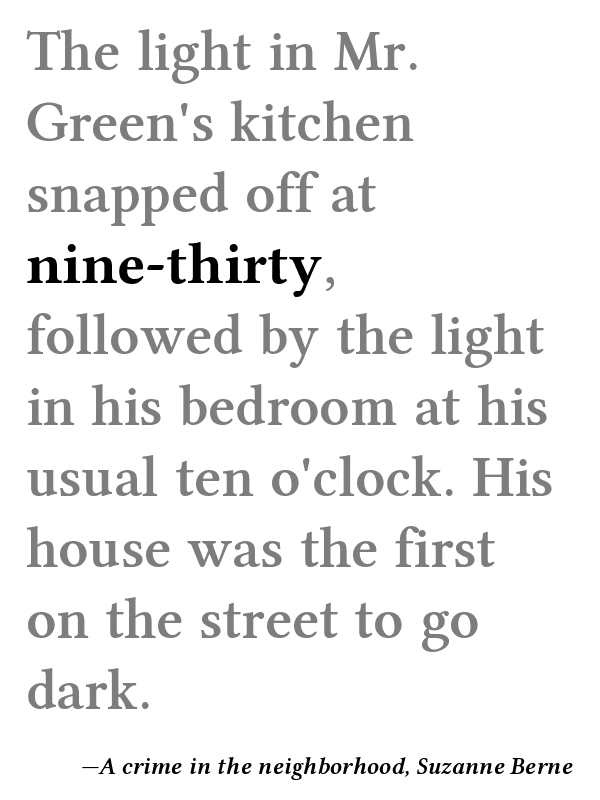 The light in Mr.
Green's kitchen
snapped off at
nine-thirty,
followed by the light
in his bedroom at his
usual ten o'clock. His
house was the first
on the street to go
dark.
—A crime in the neighborhood, Suzanne Berne